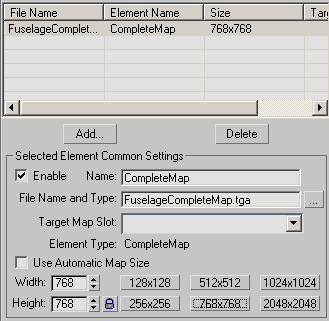 File Name Element Name Size Tar
FuselageComplet... CompleteMap 768x768
Add... Delete
Selected Element Common Settings
Enable Name: CompleteMap
File Name and Type: FuselageCompleteMap.tga ...
Target Map Slot:
Element Type: CompleteMap
Use Automatic Map Size
Width: 768 128x128 512x512 1024x1024
Height: 768 256x256 768x768 2048x2048